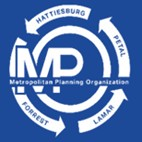 HATTIESBURG
PETAL
MP
Metropolitan Planning Organization
FORREST
LAMAR